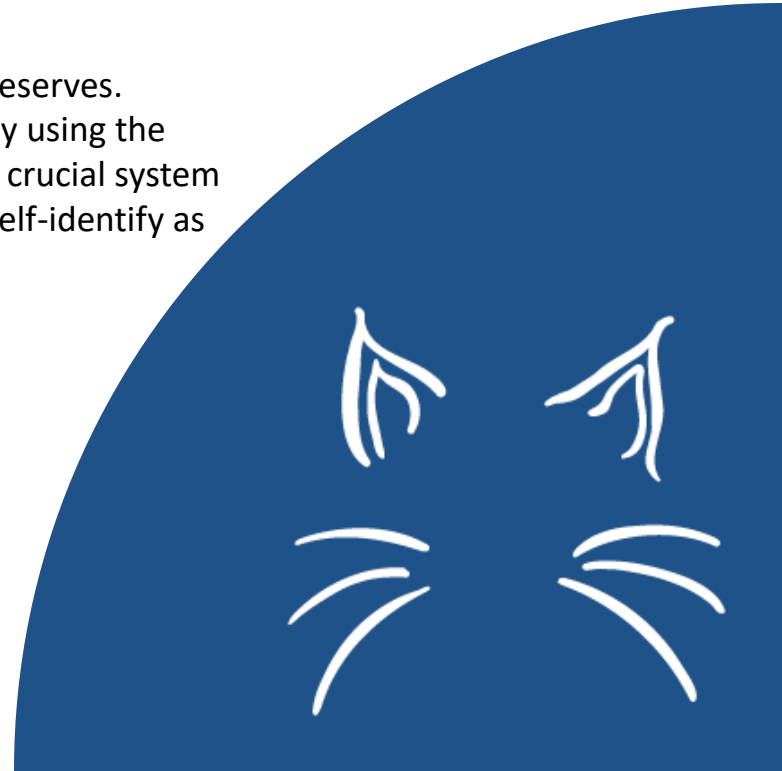 eserves.
y using the
crucial system
elf-identify as